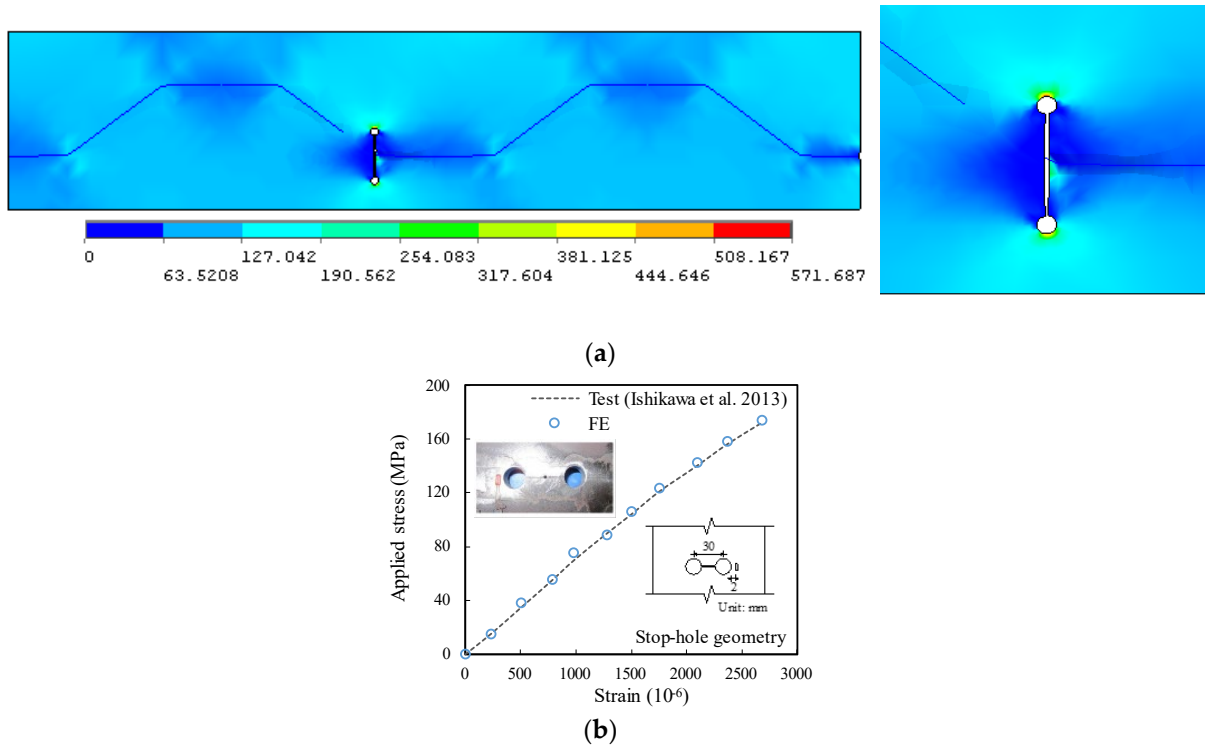 0 127.042 254.083 381.125 508.167
63.5208 190.562 317.604 444.646 571.687
(a)
200
160
120
80
40
0
Applied stress (MPa)
Test (Ishikawa et al. 2013)
FE
30
2
Unit: mm
Stop-hole geometry
0 500 1000 1500 2000 2500 3000
Strain (10-6)
(b)